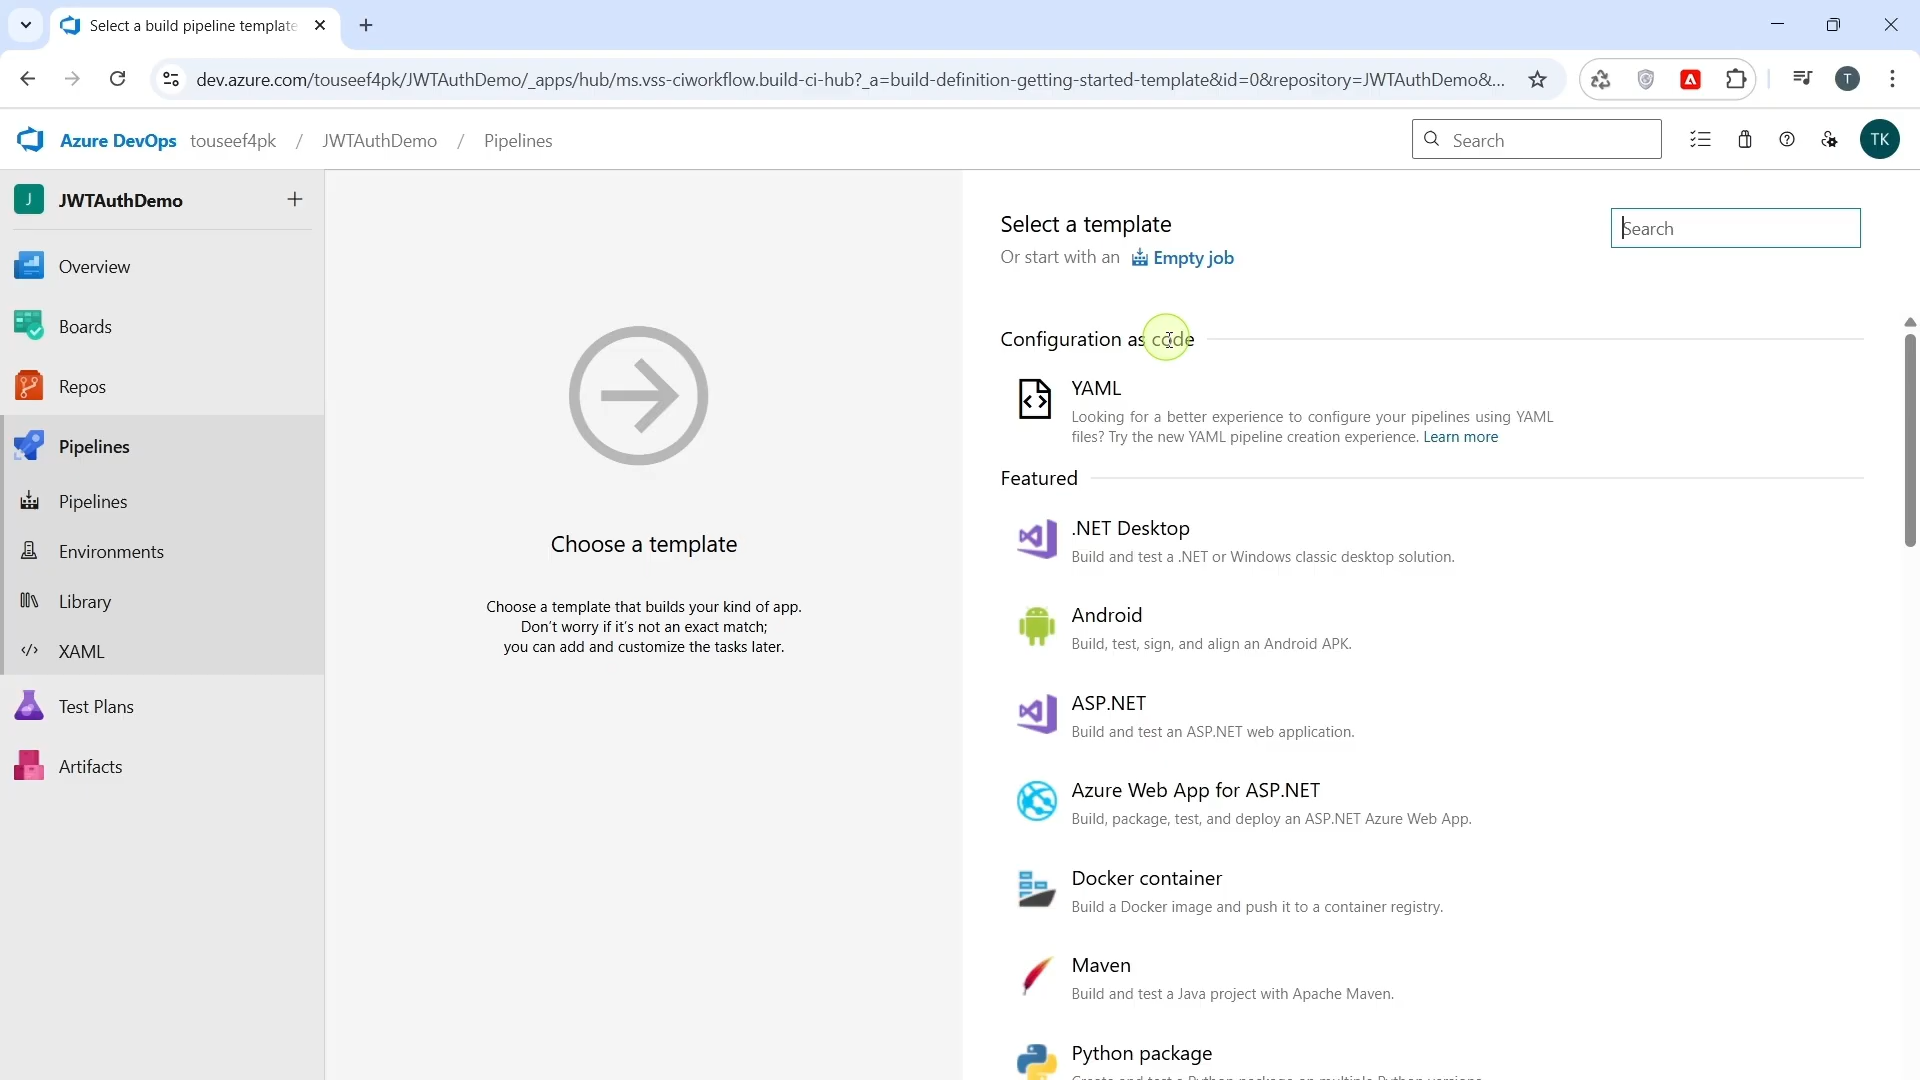 Select a build pipeline template
dev.azure.com/touseef4pk/JWTAuthDemo/_apps/hub/ms.vss-ciworkflow.build-ci-hub?_a=build-definition-getting-started-template&id=0&repository=JWTAuthDemo&...
T
Azure DevOps touseef4pk / JWTAuthDemo / Pipelines
Search
TK
J JWTAuthDemo
Overview
Boards
Repos
Pipelines
Pipelines
Environments
Library
XAML
Test Plans
Artifacts
Choose a template
Choose a template that builds your kind of app.
Don't worry if it's not an exact match;
you can add and customize the tasks later.
Select a template
Search
Or start with an Empty job
Configuration as code
YAML
Looking for a better experience to configure your pipelines using YAML
files? Try the new YAML pipeline creation experience. Learn more
Featured
.NET Desktop
Build and test a .NET or Windows classic desktop solution.
Android
Build, test, sign, and align an Android APK.
ASP.NET
Build and test an ASP.NET web application.
Azure Web App for ASP.NET
Build, package, test, and deploy an ASP.NET Azure Web App.
Docker container
Build a Docker image and push it to a container registry.
Maven
Build and test a Java project with Apache Maven.
Python package